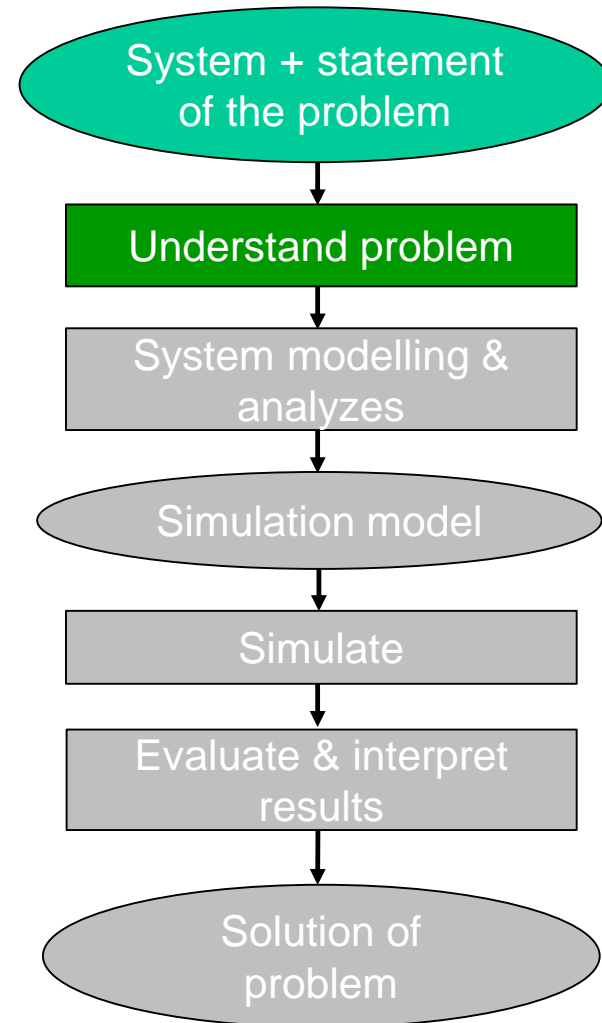 System + statement
of the problem
Understand problem
System modelling &
analyzes
Simulation model
Simulate
Evaluate & interpret
results
Solution of
problem